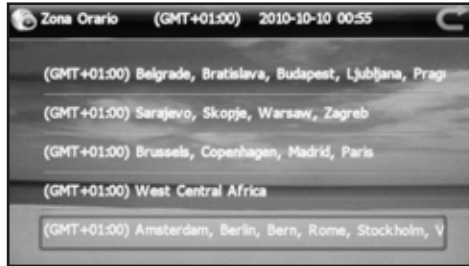 Zona Orario (GMT+01:00) 2010-10-10 00:55
(GMT+01:00) Belgrade, Bratislava, Budapest, Ljubljana, Prag
(GMT+01:00) Sarajevo, Skopje, Warsaw, Zagreb
(GMT+01:00) Brussels, Copenhagen, Madrid, Paris
(GMT+01:00) West Central Africa
(GMT+01:00) Amsterdam, Berlin, Bern, Rome, Stockholm, V